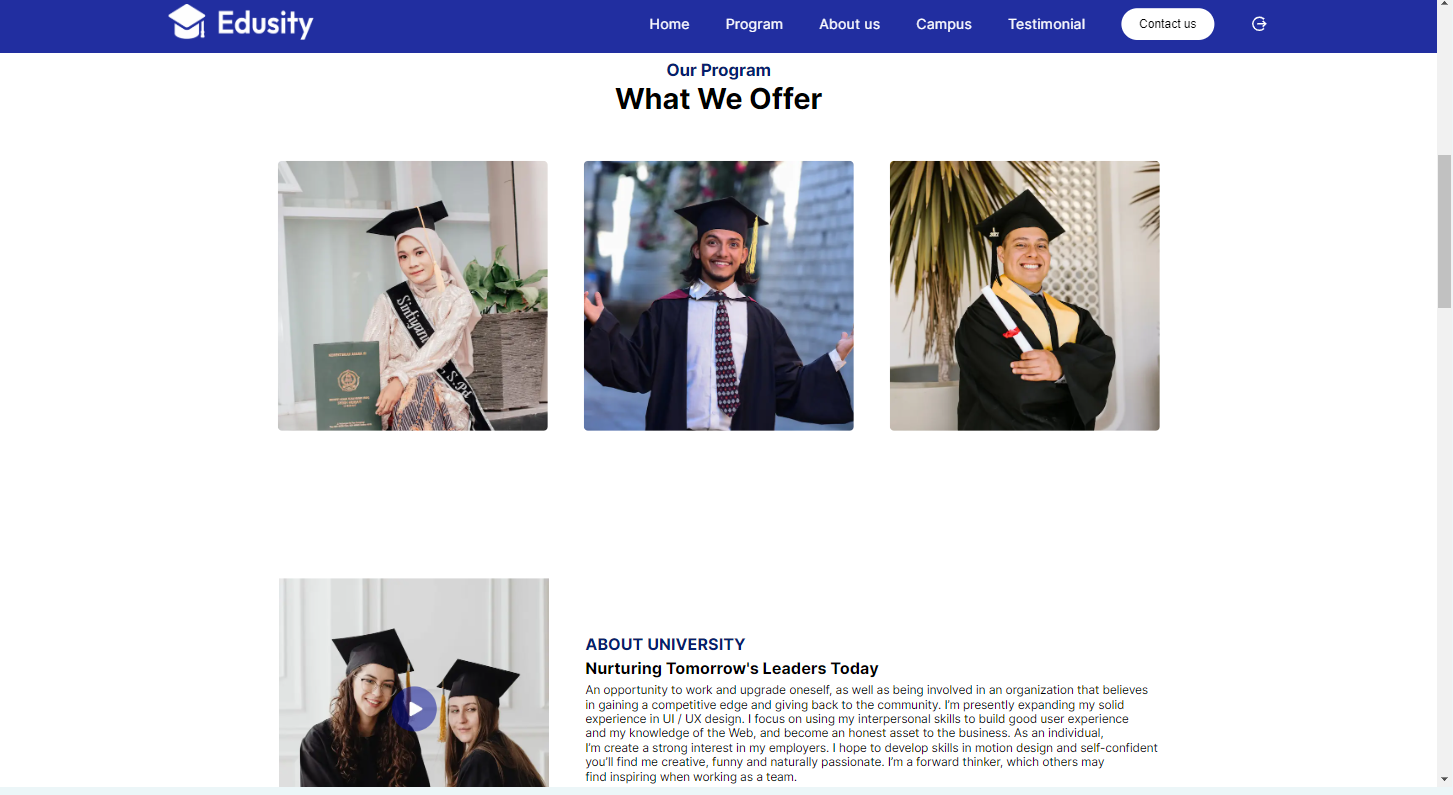 Edusity
Home
Program
About us
Campus
Testimonial
Contact us
Our Program
What We Offer
, S.Pd
ABOUT UNIVERSITY
Nurturing Tomorrow's Leaders Today
An opportunity to work and upgrade oneself, as well as being involved in an organization that believes
in gaining a competitive edge and giving back to the community. I'm presently expanding my solid
experience in UI / UX design. I focus on using my interpersonal skills to build good user experience
and my knowledge of the Web, and become an honest asset to the business. As an individual,
I'm create a strong interest in my employers. I hope to develop skills in motion design and self-confident
you'll find me creative, funny and naturally passionate. I'm a forward thinker, which others may
find inspiring when working as a team.